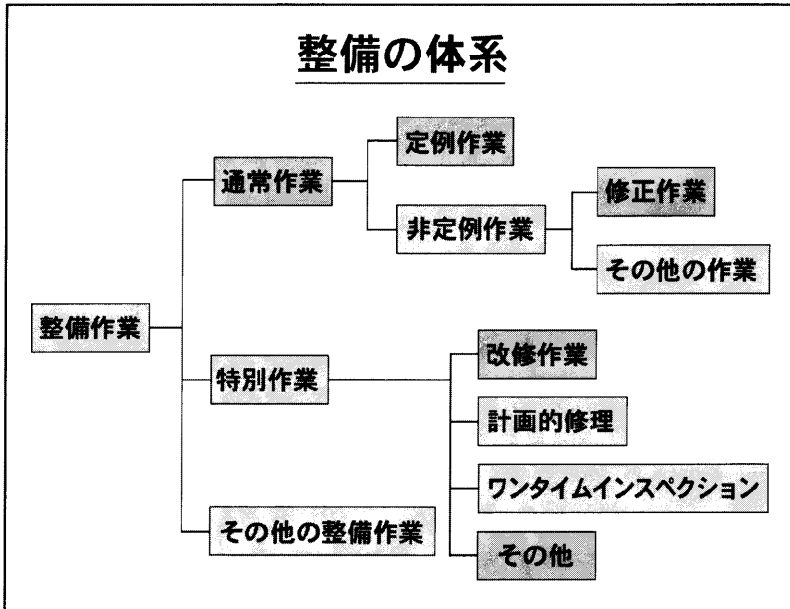 整備の体系
定例作業
通常作業
修正作業
非定例作業
その他の作業
整備作業
改修作業
特別作業
計画的修理
ワンタイムインスペクション
その他の整備作業
その他